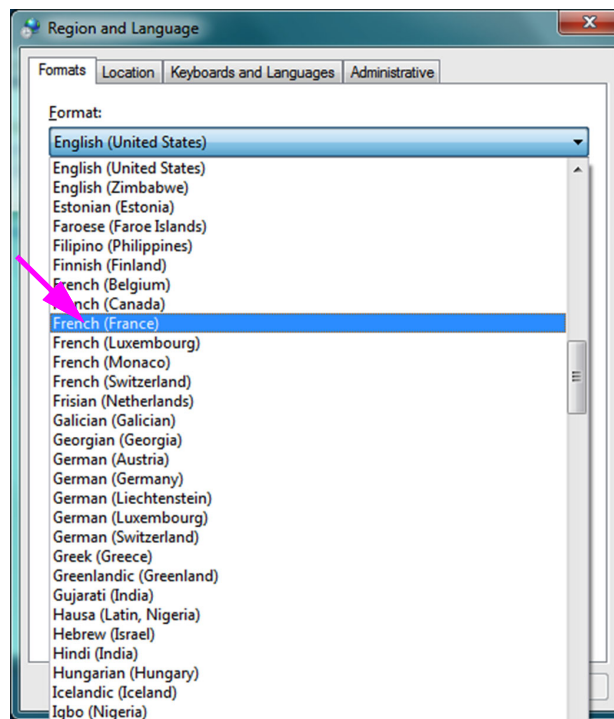 Region and Language
Formats Location Keyboards and Languages Administrative
Format:
English (United States)
English (United States)
English (Zimbabwe)
Estonian (Estonia)
Faroese (Faroe Islands)
Filipino (Philippines)
Finnish (Finland)
French (Belgium)
French (Canada)
French (France)
French (Luxembourg)
French (Monaco)
French (Switzerland)
Frisian (Netherlands)
Galician (Galician)
Georgian (Georgia)
German (Austria)
German (Germany)
German (Liechtenstein)
German (Luxembourg)
German (Switzerland)
Greek (Greece)
Greenlandic (Greenland)
Gujarati (India)
Hausa (Latin, Nigeria)
Hebrew (Israel)
Hindi (India)
Hungarian (Hungary)
Icelandic (Iceland)
Igbo (Nigeria)